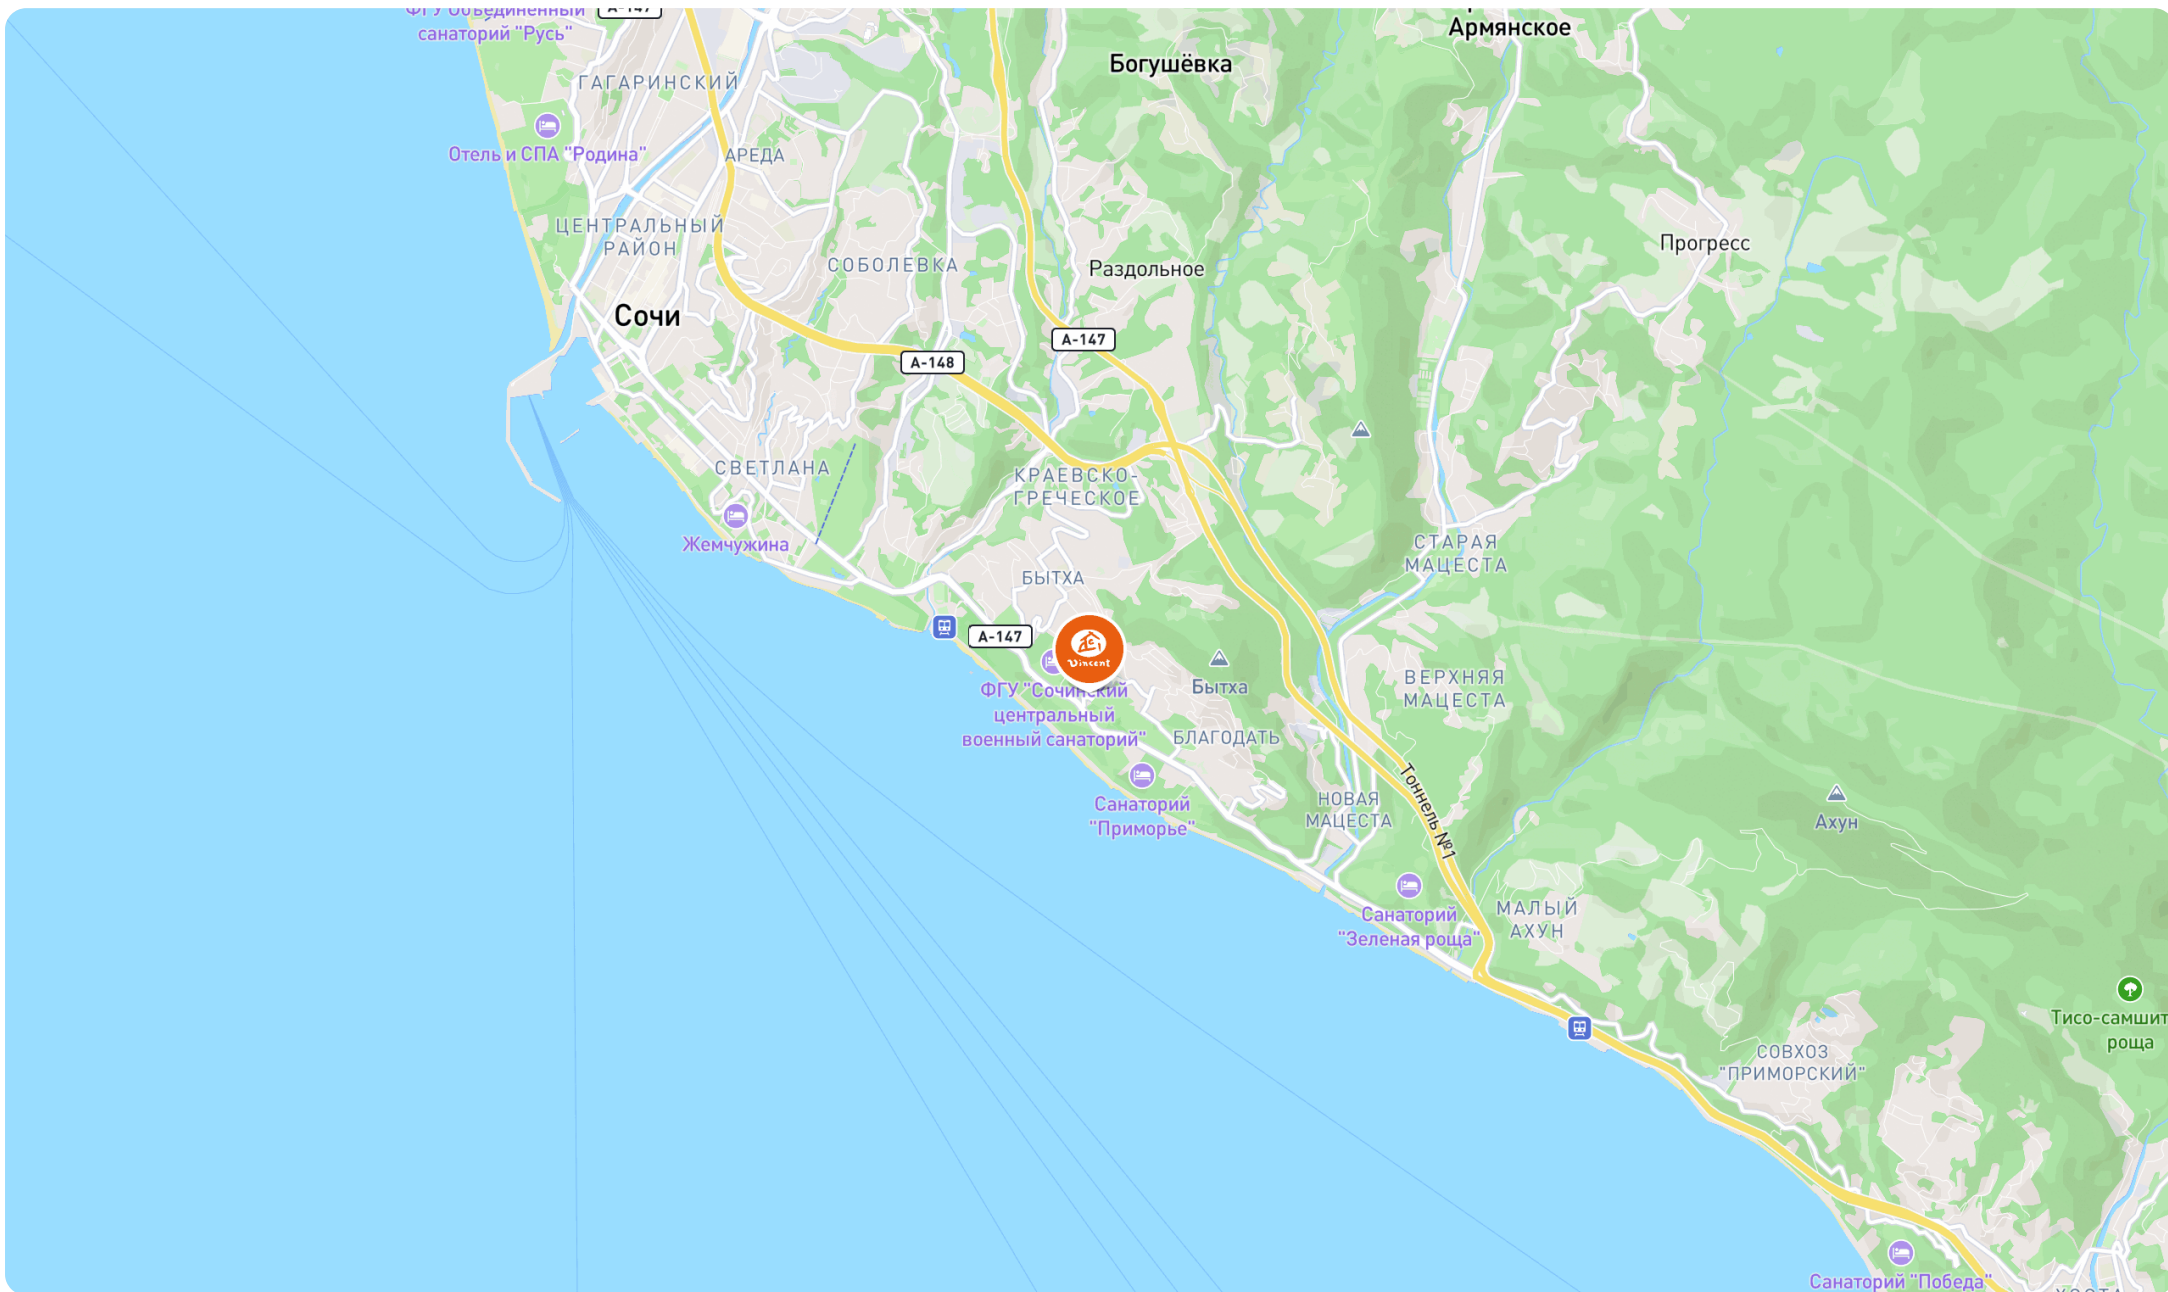 ФГУ Объединенный
санаторий "Русь"
А-147
Армянское
Богушёвка
ГАГАРИНСКИЙ
Отель и СПА "Родина"
АРЕДА
ЦЕНТРАЛЬНЫЙ
РАЙОН
СОБОЛЕВКА
Раздольное
Прогресс
Сочи
А-147
А-148
СВЕТЛАНА
КРАЕВСКО-
ГРЕЧЕСКОЕ
Жемчужина
СТАРАЯ
МАЦЕСТА
БЫТХА
А-147
Vincent
Бытха
ВЕРХНЯЯ
МАЦЕСТА
ФГУ "Сочинский
центральный
военный санаторий"
БЛАГОДАТЬ
Санаторий
"Приморье"
НОВАЯ
МАЦЕСТА
Тоннель №1
Ахун
Санаторий
"Зеленая роща"
МАЛЫЙ
АХУН
Тисо-самшит
роща
СОВХОЗ
"ПРИМОРСКИЙ"
Санаторий "Победа"